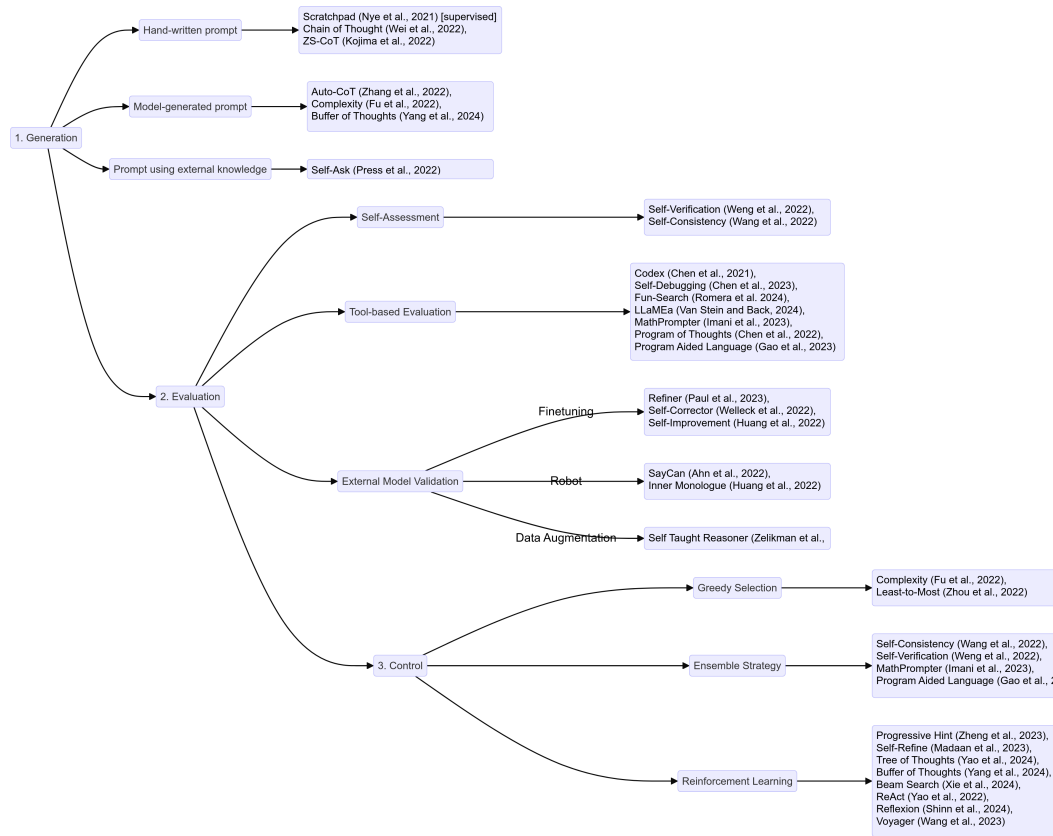 Hand-written prompt
Scratchpad (Nye et al., 2021) [supervised]
Chain of Thought (Wei et al., 2022),
ZS-CoT (Kojima et al., 2022)
Model-generated prompt
Auto-CoT (Zhang et al., 2022),
Complexity (Fu et al., 2022),
Buffer of Thoughts (Yang et al., 2024)
1. Generation
Prompt using external knowledge
Self-Ask (Press et al., 2022)
Self-Assessment
Self-Verification (Weng et al., 2022),
Self-Consistency (Wang et al., 2022)
Tool-based Evaluation
Codex (Chen et al., 2021),
Self-Debugging (Chen et al., 2023),
Fun-Search (Romera et al. 2024),
LLaMEa (Van Stein and Back, 2024),
MathPrompter (Imani et al., 2023),
Program of Thoughts (Chen et al., 2022),
Program Aided Language (Gao et al., 2023)
2. Evaluation
External Model Validation
Finetuning
Refiner (Paul et al., 2023),
Self-Corrector (Welleck et al., 2022),
Self-Improvement (Huang et al., 2022)
Robot
SayCan (Ahn et al., 2022),
Inner Monologue (Huang et al., 2022)
Data Augmentation
Self Taught Reasoner (Zelikman et al.,
3. Control
Greedy Selection
Complexity (Fu et al., 2022),
Least-to-Most (Zhou et al., 2022)
Ensemble Strategy
Self-Consistency (Wang et al., 2022),
Self-Verification (Weng et al., 2022),
MathPrompter (Imani et al., 2023),
Program Aided Language (Gao et al.,
Reinforcement Learning
Progressive Hint (Zheng et al., 2023),
Self-Refine (Madaan et al., 2023),
Tree of Thoughts (Yao et al., 2024),
Buffer of Thoughts (Yang et al., 2024),
Beam Search (Xie et al., 2024),
ReAct (Yao et al., 2022),
Reflexion (Shinn et al., 2024),
Voyager (Wang et al., 2023)